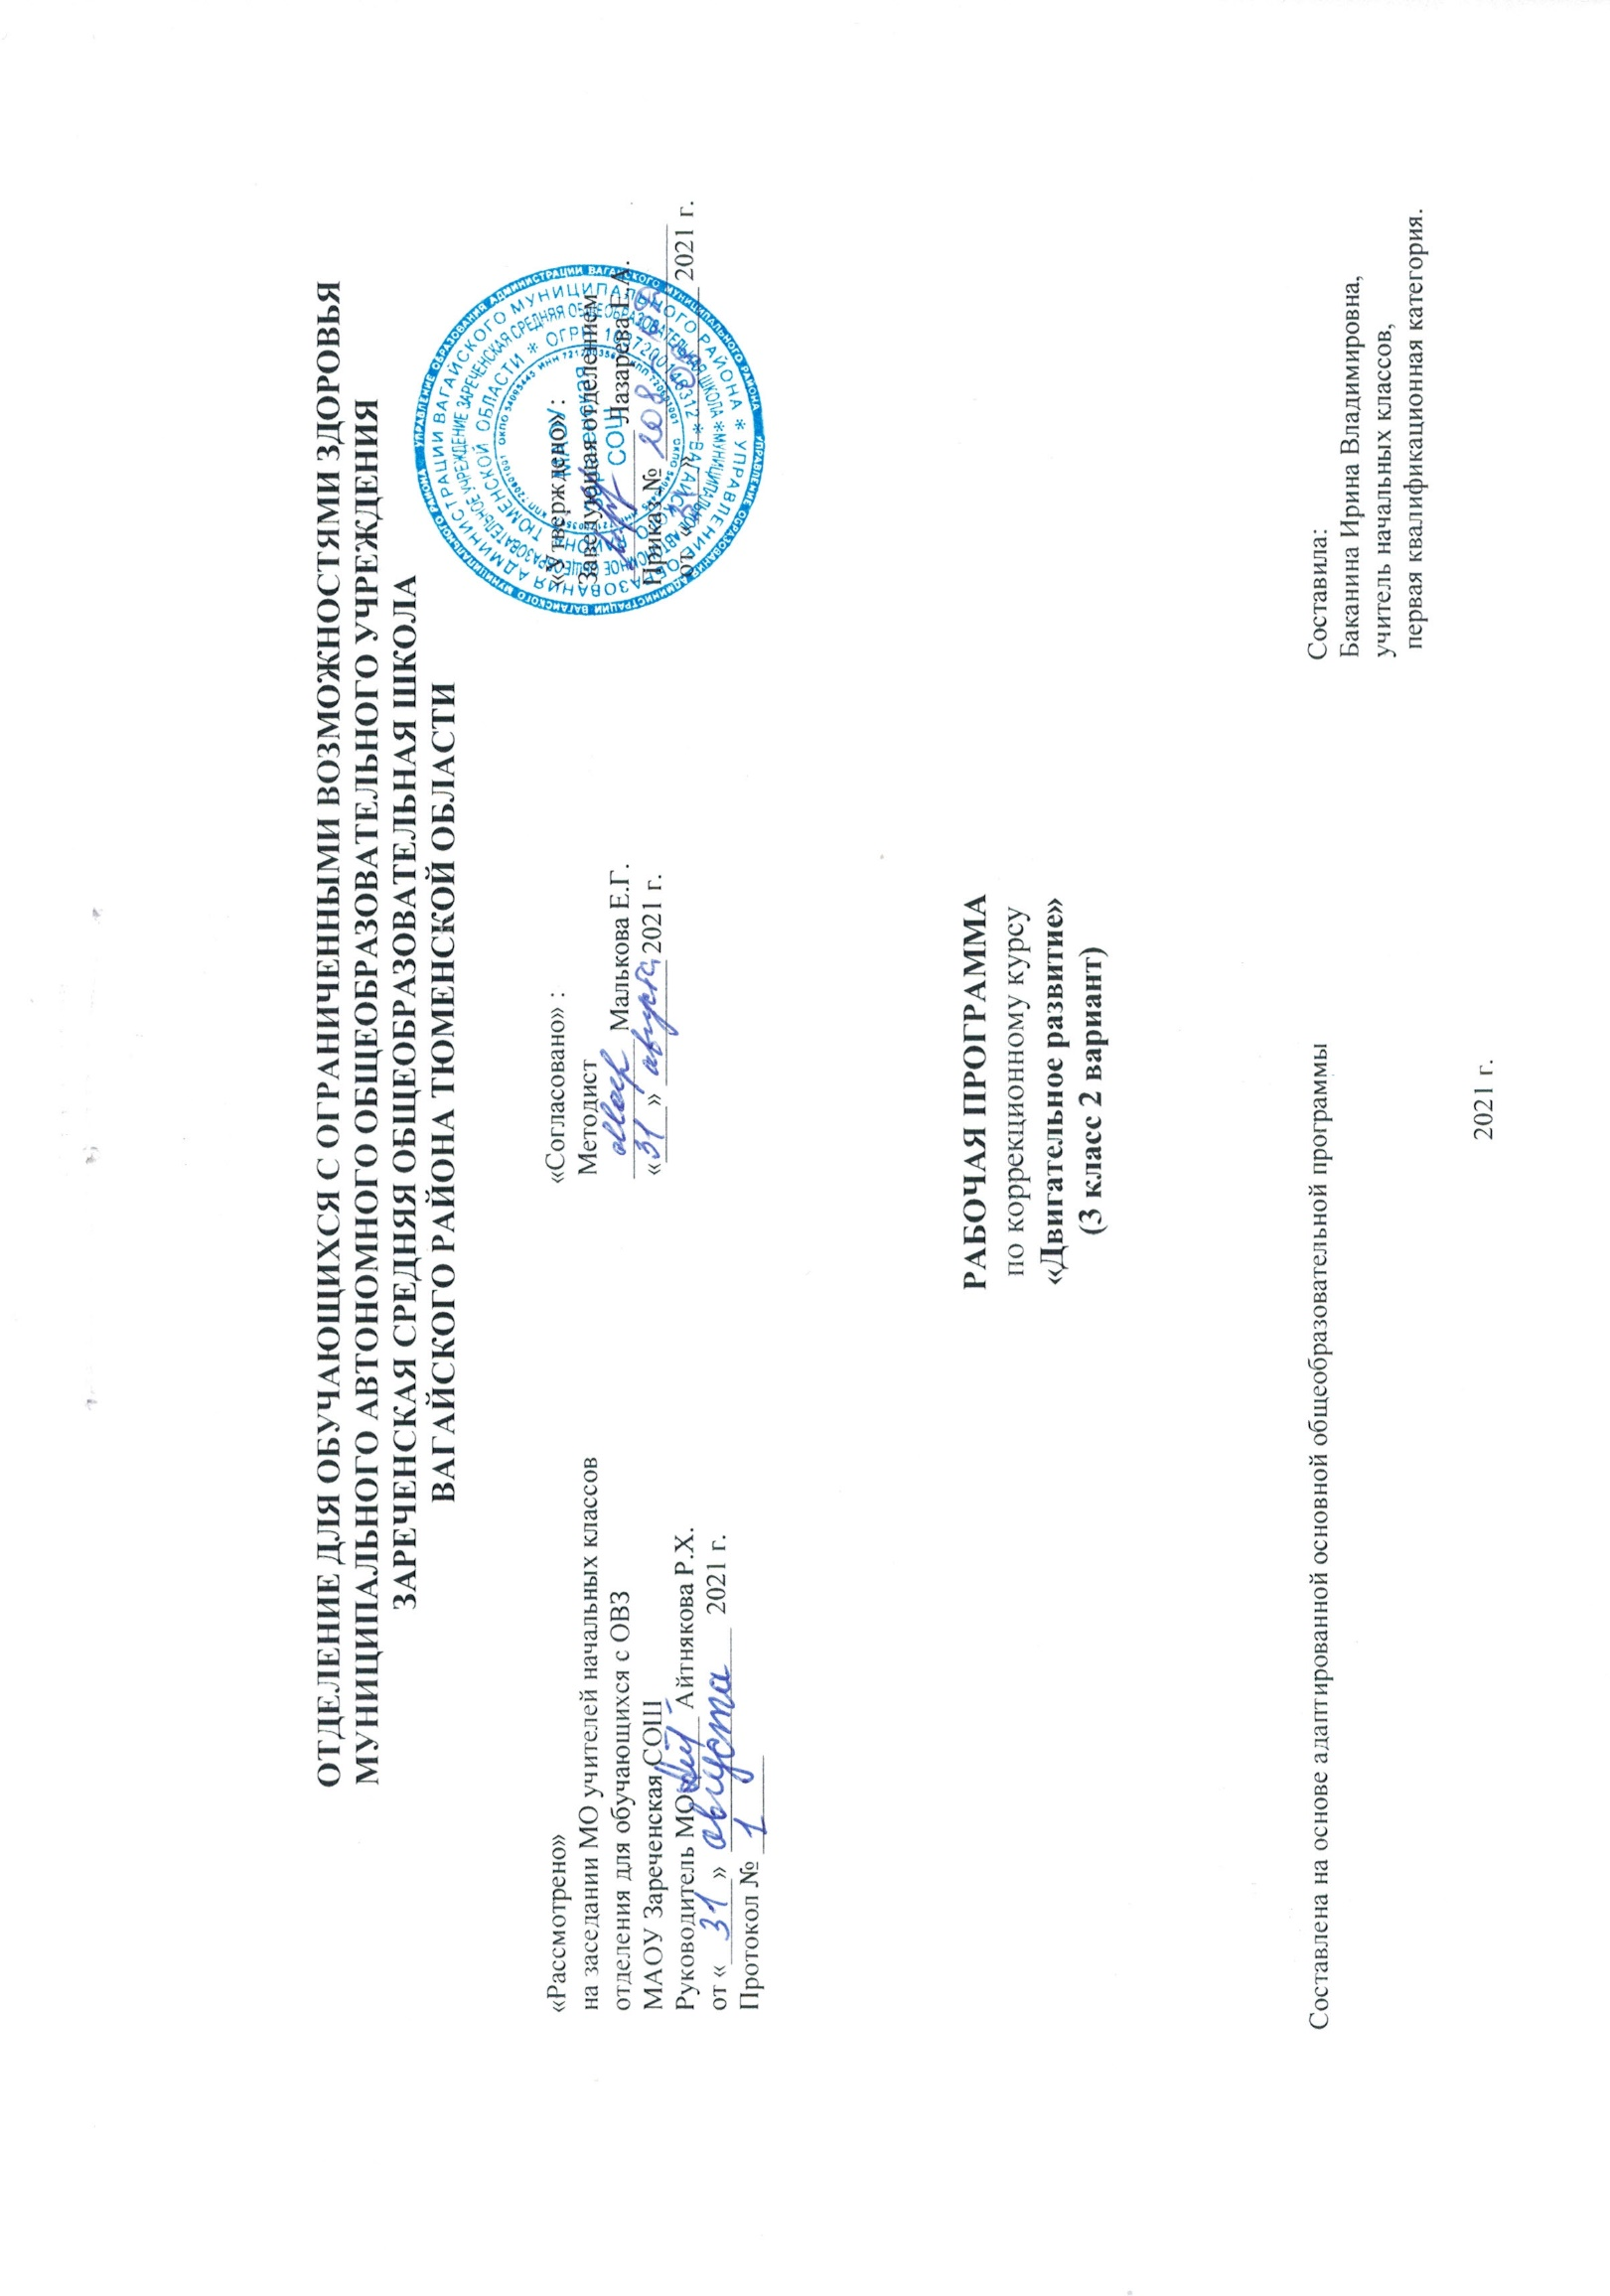 ОТДЕЛЕНИЕ ДЛЯ ОБУЧАЮЩИХСЯ С ОГРАНИЧЕННЫМИ ВОЗМОЖНОСТЯМИ ЗДОРОВЬЯ
МУНИЦИПАЛЬНОГО АВТОНОМНОГО ОБЩЕОБРАЗОВАТЕЛЬНОГО УЧРЕЖДЕНИЯ
ЗАРЕЧЕНСКАЯ СРЕДНЯЯ ОБЩЕОБРАЗОВАТЕЛЬНАЯ ШКОЛА
ВАГАЙСКОГО РАЙОНА ТЮМЕНСКОЙ ОБЛАСТИ
«Рассмотрено»
на заседании МО учителей начальных классов
отделения для обучающихся с ОВЗ
МАОУ Зареченская СОШ
Руководитель МО Айтнякова Р.Х.
от « 31 » августа 2021 г.
Протокол № 1
«Согласовано» :
Методист
Малькова Е.Г.
« 31 » августа 2021 г.
«Утверждено» :
Заведующая отделением
Лазарева Е.А.
Приказ №
от « » 2021 г.
РАБОЧАЯ ПРОГРАММА
по коррекционному курсу
«Двигательное развитие»
(3 класс 2 вариант)
Составлена на основе адаптированной основной общеобразовательной программы
Составила:
Баканина Ирина Владимировна,
учитель начальных классов,
первая квалификационная категория.
2021 г.